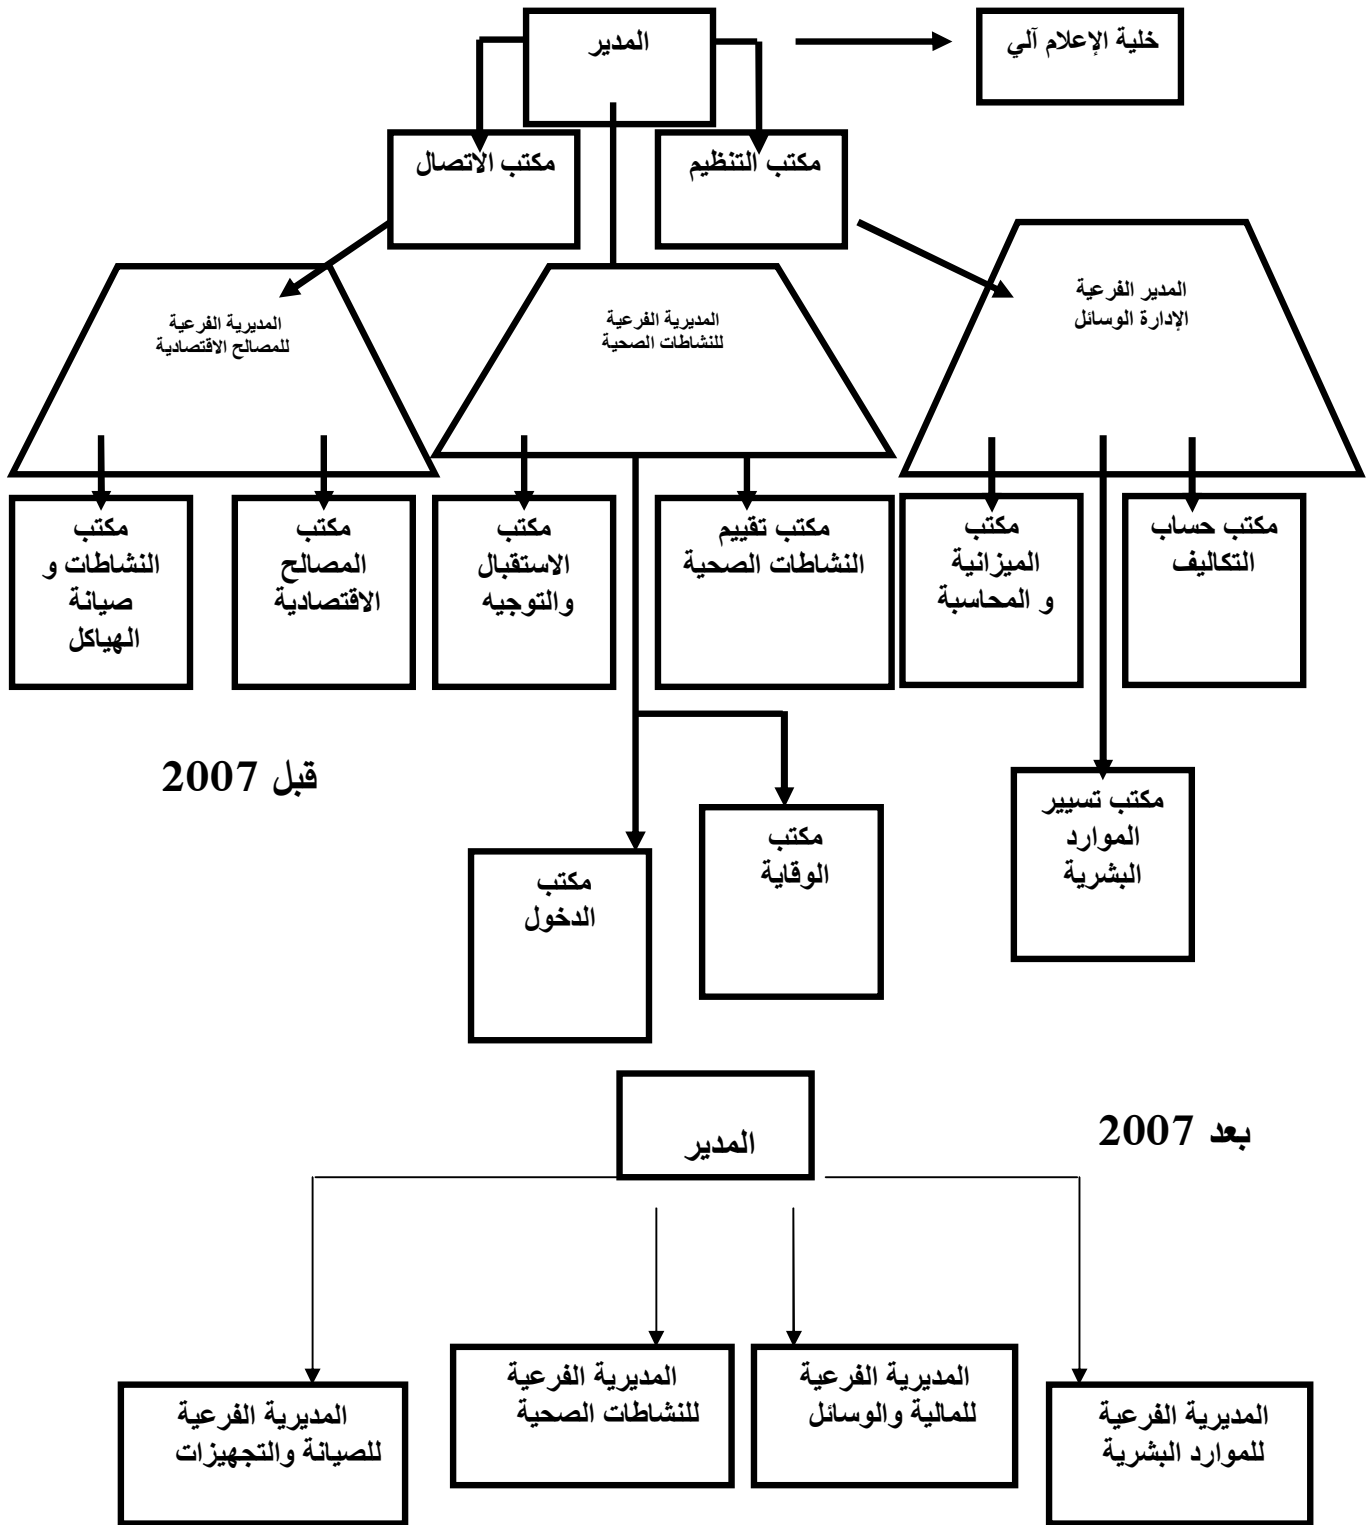 المدير
خلية الإعلام آلي
مكتب التنظيم
مكتب الاتصال
المدير الفرعية
الإدارة الوسائل
المديرية الفرعية
للنشاطات الصحية
المديرية الفرعية
للمصالح الاقتصادية
مكتب حساب
التكاليف
مكتب
الميزانية
و المحاسبة
مكتب تقييم
النشاطات الصحية
مكتب
الاستقبال
والتوجيه
مكتب
المصالح
الاقتصادية
مكتب
النشاطات و
صيانة
الهياكل
قبل 2007
مكتب تسيير
الموارد
البشرية
مكتب
الوقاية
مكتب
الدخول
بعد 2007
المدير
المديرية الفرعية
للموارد البشرية
المديرية الفرعية
للمالية والوسائل
المديرية الفرعية
للنشاطات الصحية
المديرية الفرعية
للصيانة والتجهيزات